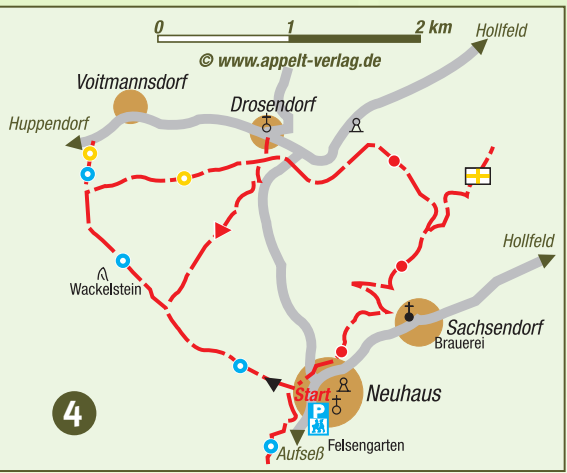 0 1 2 km
© www.appelt-verlag.de
Hollfeld
Voitmannsdorf
Drosendorf
Huppendorf
Hollfeld
Wackelstein
Sachsendorf
Brauerei
Start
Neuhaus
P
4
Aufseß
Felsengarten